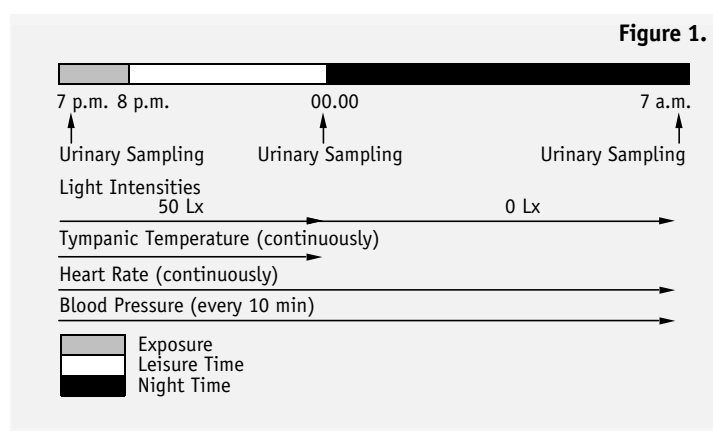 Figure 1.
7 p.m. 8 p.m. 00.00 7 a.m.
Urinary Sampling Urinary Sampling Urinary Sampling
Light Intensities
50 Lx 0 Lx
Tympanic Temperature (continuously)
Heart Rate (continuously)
Blood Pressure (every 10 min)
Exposure
Leisure Time
Night Time